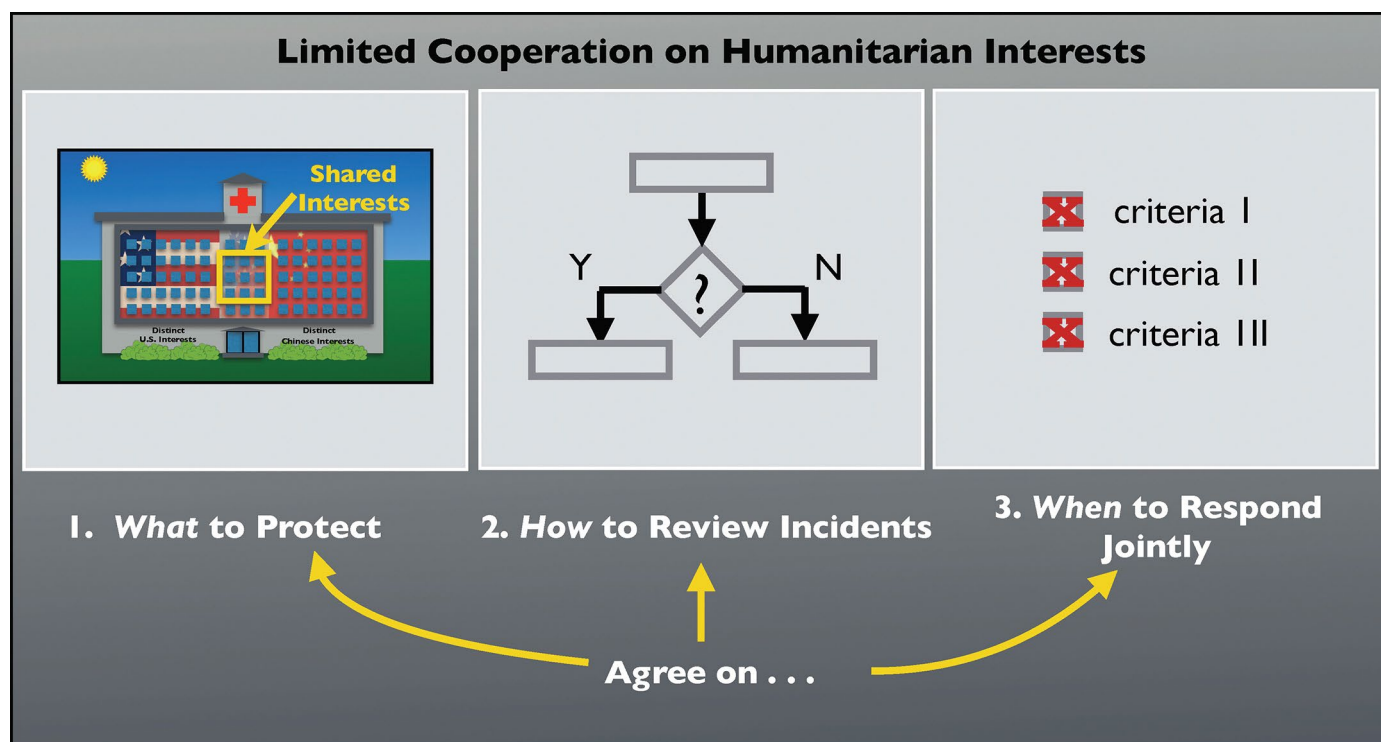 Limited Cooperation on Humanitarian Interests
Shared
Interests
Distinct
U.S. Interests
Distinct
Chinese Interests
Y
?
N
criteria I
criteria II
criteria III
1. What to Protect
2. How to Review Incidents
3. When to Respond
Jointly
Agree on . . .